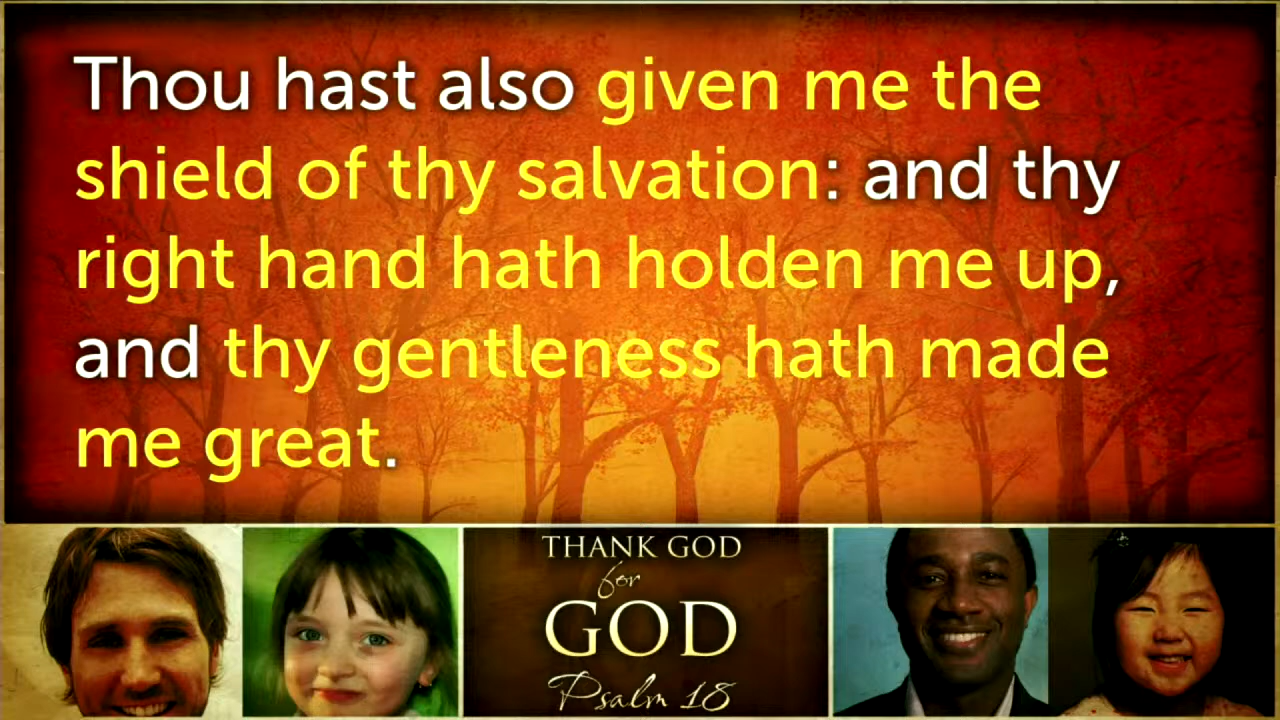 Thou hast also given me the
shield of thy salvation: and thy
right hand hath holden me up,
and thy gentleness hath made
me great.
THANK GOD
for
GOD
Psalm 18